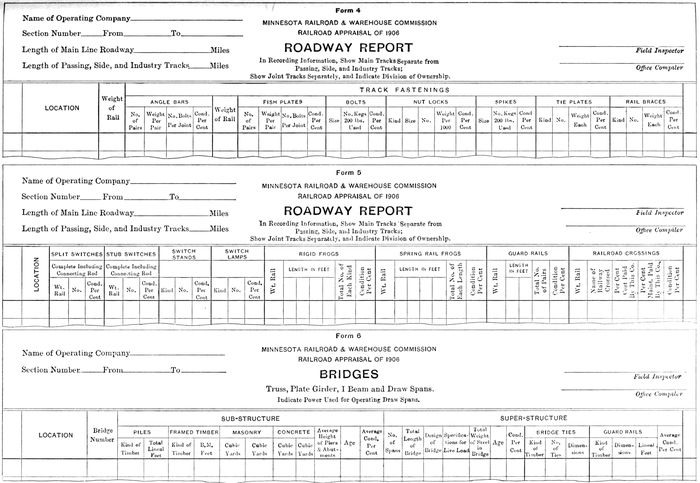 Form 4
Name of Operating Company
MINNESOTA RAILROAD & WAREHOUSE COMMISSION
Section Number From To
RAILROAD APPRAISAL OF 1906
Length of Main Line Roadway Miles
ROADWAY REPORT
Field Inspector
Length of Passing, Side, and Industry Tracks Miles
In Recording Information, Show Main Tracks Separate from
Passing, Side, and Industry Tracks;
Show Joint Tracks Separately, and Indicate Division of Ownership.
Office Compiler
TRACK FASTENINGS
LOCATION
Weight of Rail
ANGLE BARS
No. of Pairs
Weight Per Pair
No. Bolts Per Joint
Cond. Per Cent
Weight of Rail
FISH PLATES
No. of Pairs
Weight Per Pair
No. Bolts Per Joint
Cond. Per Cent
BOLTS
Size
No. Kegs 200 lbs. Used
Cond. Per Cent
NUT LOCKS
Kind
Size
No.
Weight Per 1000
Cond. Per Cent
SPIKES
Size
No. Kegs 200 lbs. Used
Cond. Per Cent
TIE PLATES
Kind
No.
Weight Each
Cond. Per Cent
RAIL BRACES
Kind
No.
Weight Each
Cond. Per Cent
Form 5
Name of Operating Company
MINNESOTA RAILROAD & WAREHOUSE COMMISSION
Section Number From To
RAILROAD APPRAISAL OF 1906
Length of Main Line Roadway Miles
ROADWAY REPORT
Field Inspector
Length of Passing, Side, and Industry Tracks Miles
In Recording Information, Show Main Tracks Separate from
Passing, Side, and Industry Tracks;
Show Joint Tracks Separately, and Indicate Division of Ownership.
Office Compiler
LOCATION
SPLIT SWITCHES
Complete Including Connecting Rod
Wt. Rail
No.
Cond. Per Cent
STUB SWITCHES
Complete Including Connecting Rod
Wt. Rail
No.
Cond. Per Cent
SWITCH STANDS
Kind
No.
Cond. Per Cent
SWITCH LAMPS
Kind
No.
Cond. Per Cent
RIGID FROGS
Wt. Rail
LENGTH IN FEET
Total No. of Each Kind
Condition Per Cent
SPRING RAIL FROGS
Wt. Rail
LENGTH IN FEET
Total No. of Each Length
Condition Per Cent
GUARD RAILS
Wt. Rail
LENGTH IN FEET
Total No. of Pairs
Condition Per Cent
RAILROAD CROSSINGS
Wt. Rail
Name of Railway Crossed
Per Cent Cost Paid By This Co.
Per Cent Maint. Paid By This Co.
Condition Per Cent
Form 6
Name of Operating Company
MINNESOTA RAILROAD & WAREHOUSE COMMISSION
RAILROAD APPRAISAL OF 1906
Section Number From To
BRIDGES
Field Inspector
Truss, Plate Girder, I Beam and Draw Spans.
Indicate Power Used for Operating Draw Spans.
Office Compiler
LOCATION
Bridge Number
SUB-STRUCTURE
PILES
Kind of Timber
Total Lineal Feet
FRAMED TIMBER
Kind of Timber
B.M. Feet
MASONRY
Cubic Yards
Cubic Yards
CONCRETE
Cubic Yards
Cubic Yards
Average Height of Piers & Abutments
Age
Average Cond. Per Cent
SUPER-STRUCTURE
No. of Spans
Total Length of Bridge
Design of Bridge
Specifications for Live Load
Total Weight of Steel in Bridge
Age
Cond. Per Cent
BRIDGE TIES
Kind of Timber
No. of Ties
Dimensions
GUARD RAILS
Kind of Timber
Dimensions
Lineal Feet
Cond. Per Cent